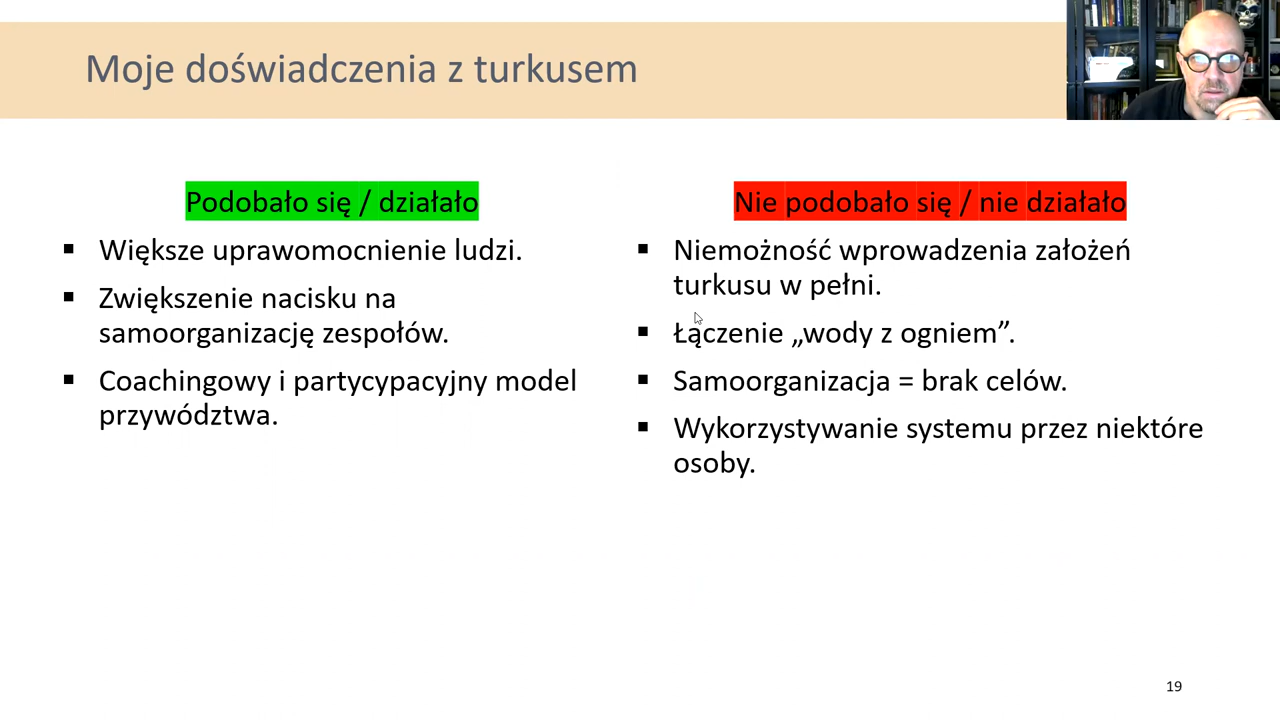 Moje doświadczenia z turkusem
Podobało się / działało
▪ Większe uprawomocnienie ludzi.
▪ Zwiększenie nacisku na
samoorganizację zespołów.
▪ Coachingowy i partycypacyjny model
przywództwa.
Nie podobało się / nie działało
▪ Niemożność wprowadzenia założeń
turkusu w pełni.
▪ Łączenie „wody z ogniem”.
▪ Samoorganizacja = brak celów.
▪ Wykorzystywanie systemu przez niektóre
osoby.
19